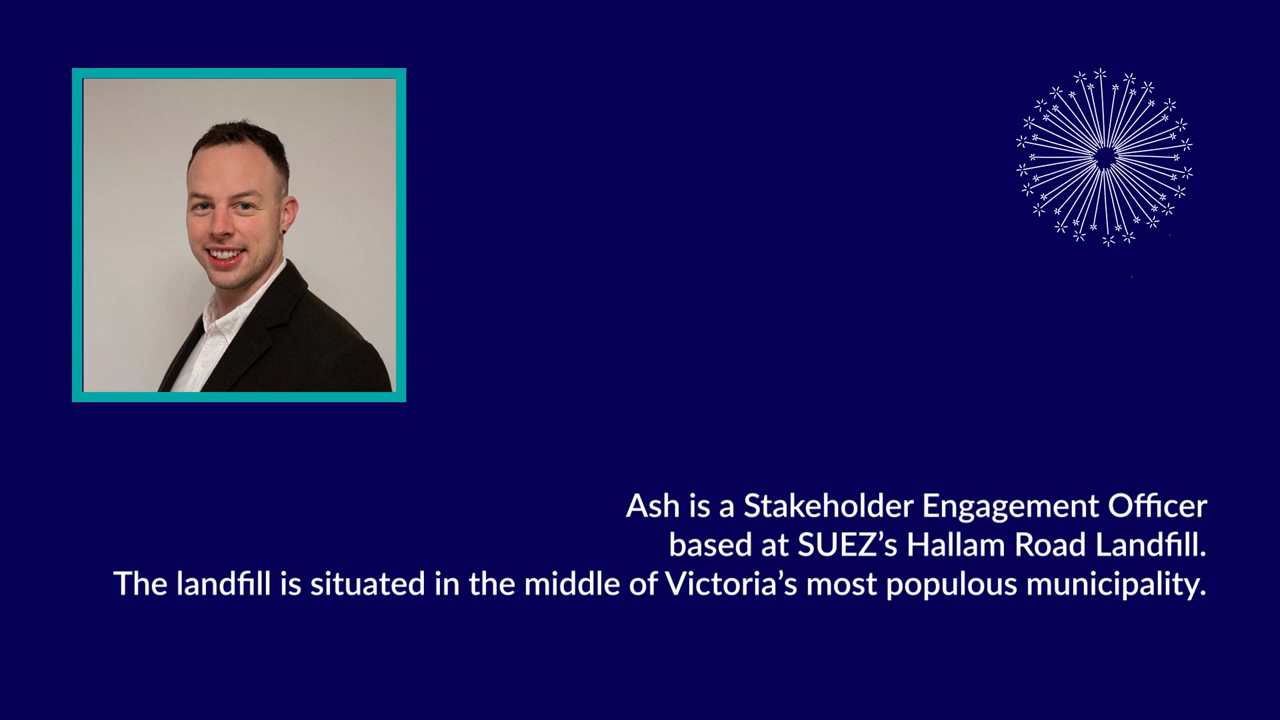 Ash is a Stakeholder Engagement Officer
based at SUEZ’s Hallam Road Landfill.
The landfill is situated in the middle of Victoria’s most populous municipality.